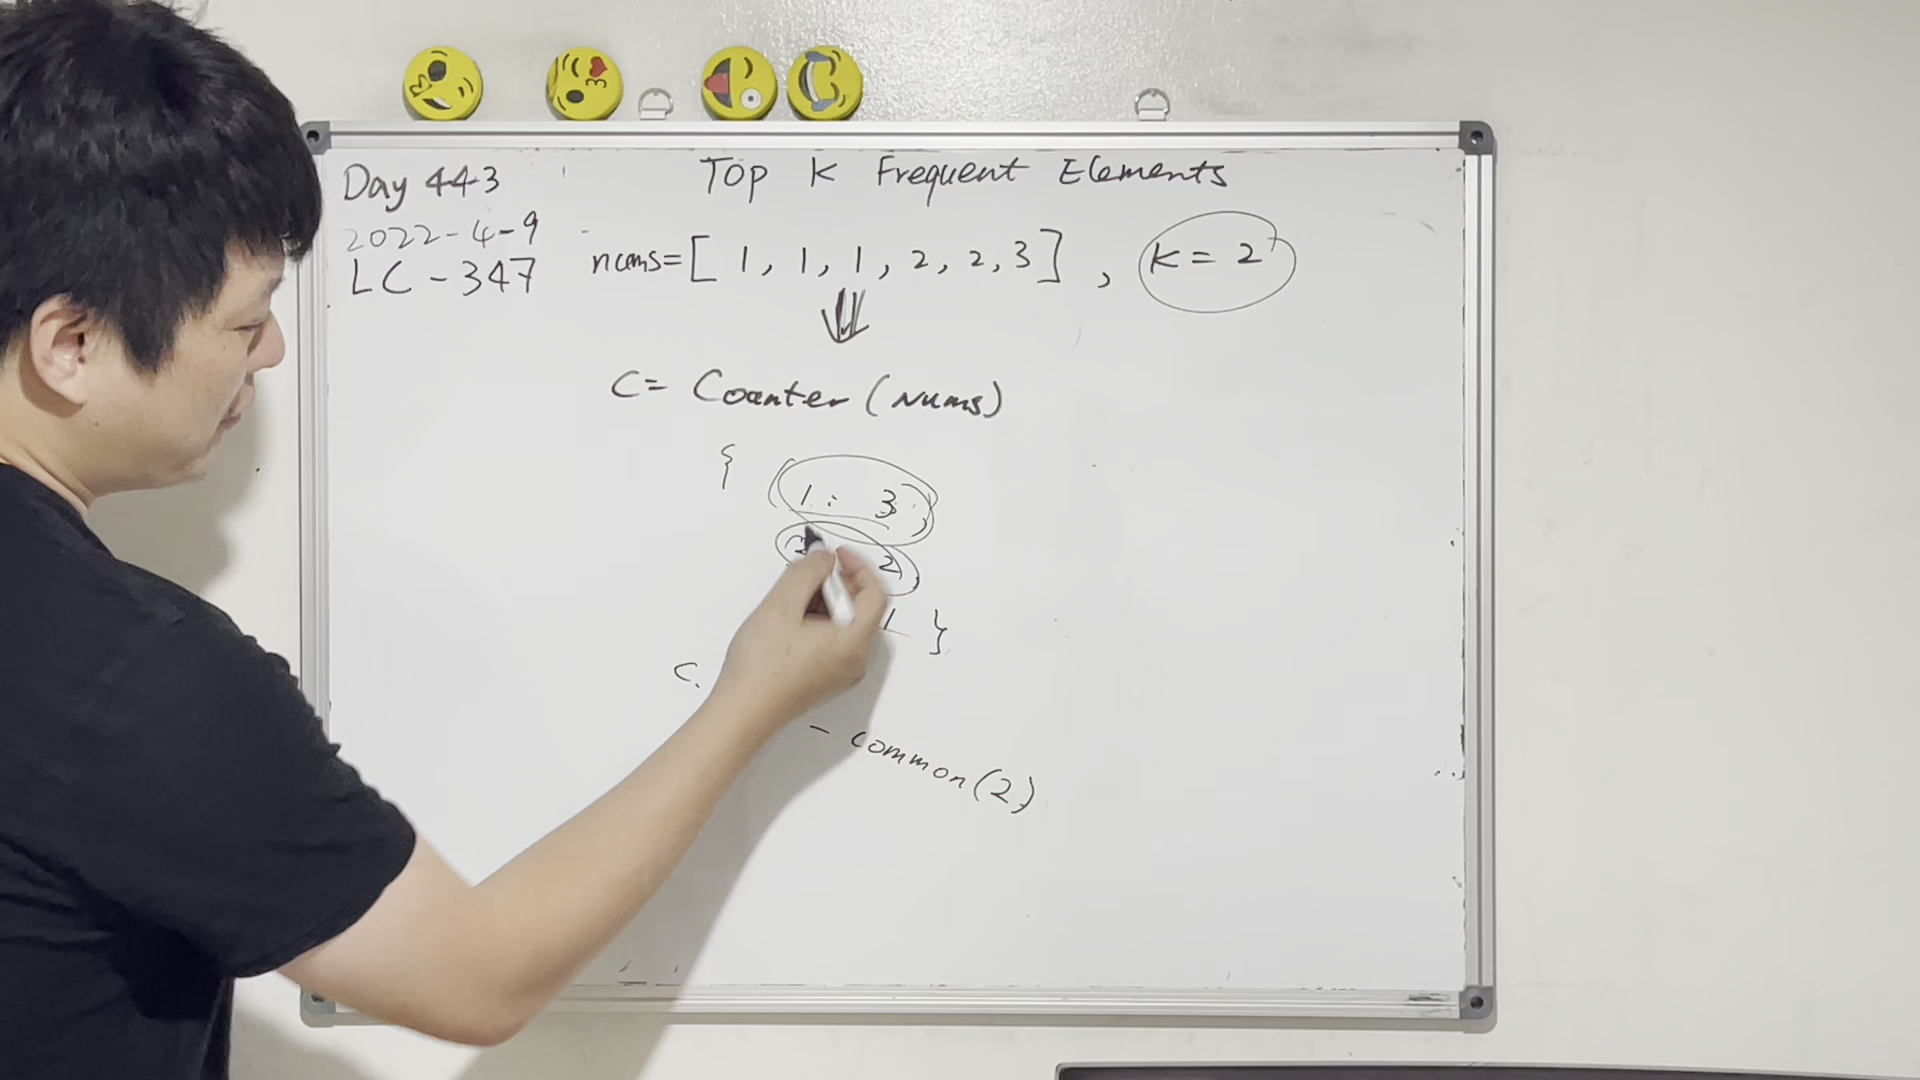 Day 443
Top K Frequent Elements
2022-4-9
LC-347
nums=[1,1,1,2,2,3], k=2
C= Counter(Nums)
{
1: 3,
2 2,
1 }
C.
- common(2)